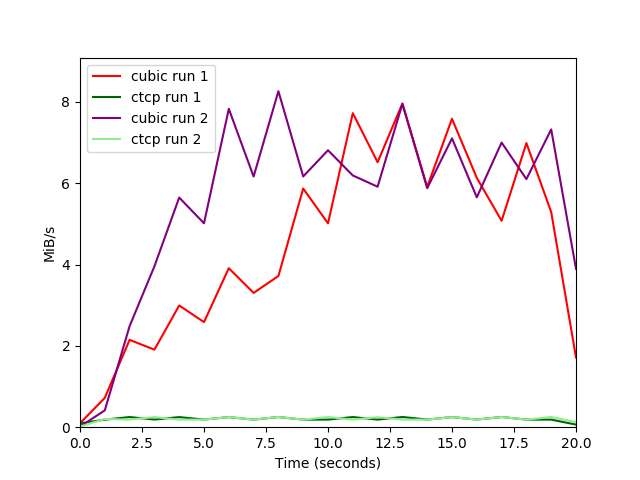 cubic run 1
ctcp run 1
cubic run 2
ctcp run 2
MiB/s
8
6
4
2
0
0.0 2.5 5.0 7.5 10.0 12.5 15.0 17.5 20.0
Time (seconds)